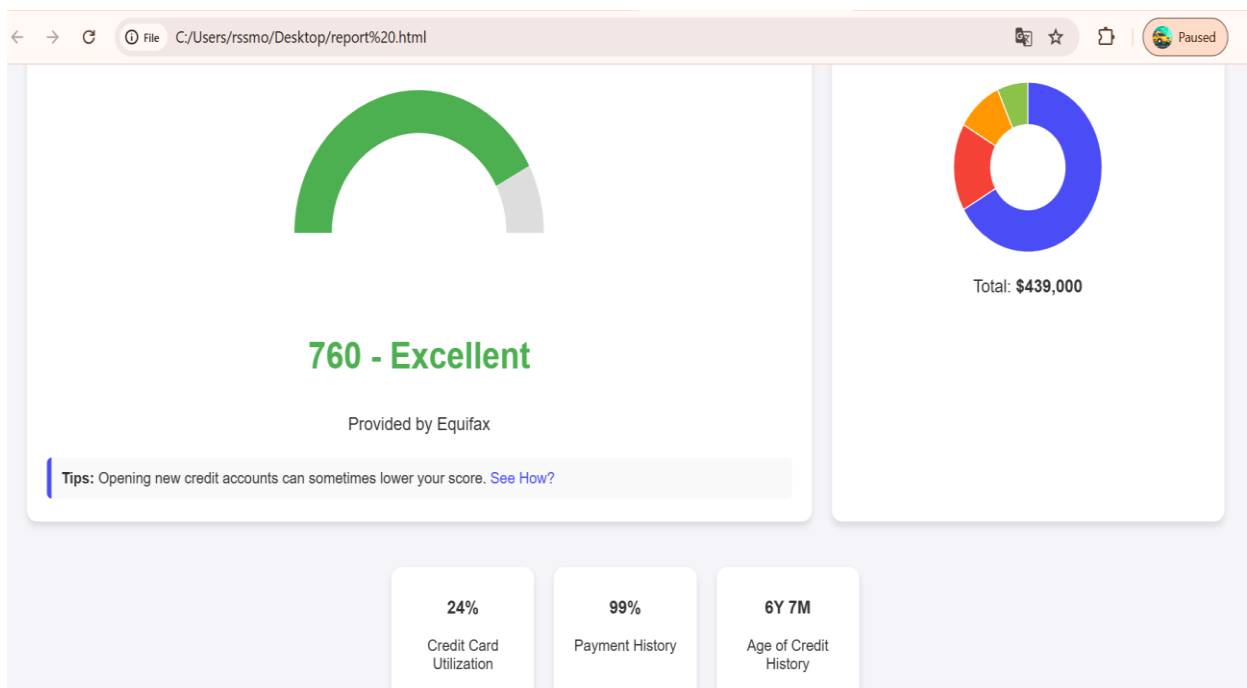 File C:/Users/rssmo/Desktop/report%20.html
Paused
760 - Excellent
Provided by Equifax
Tips: Opening new credit accounts can sometimes lower your score. See How?
Total: $439,000
24%
Credit Card
Utilization
99%
Payment History
6Y 7M
Age of Credit
History